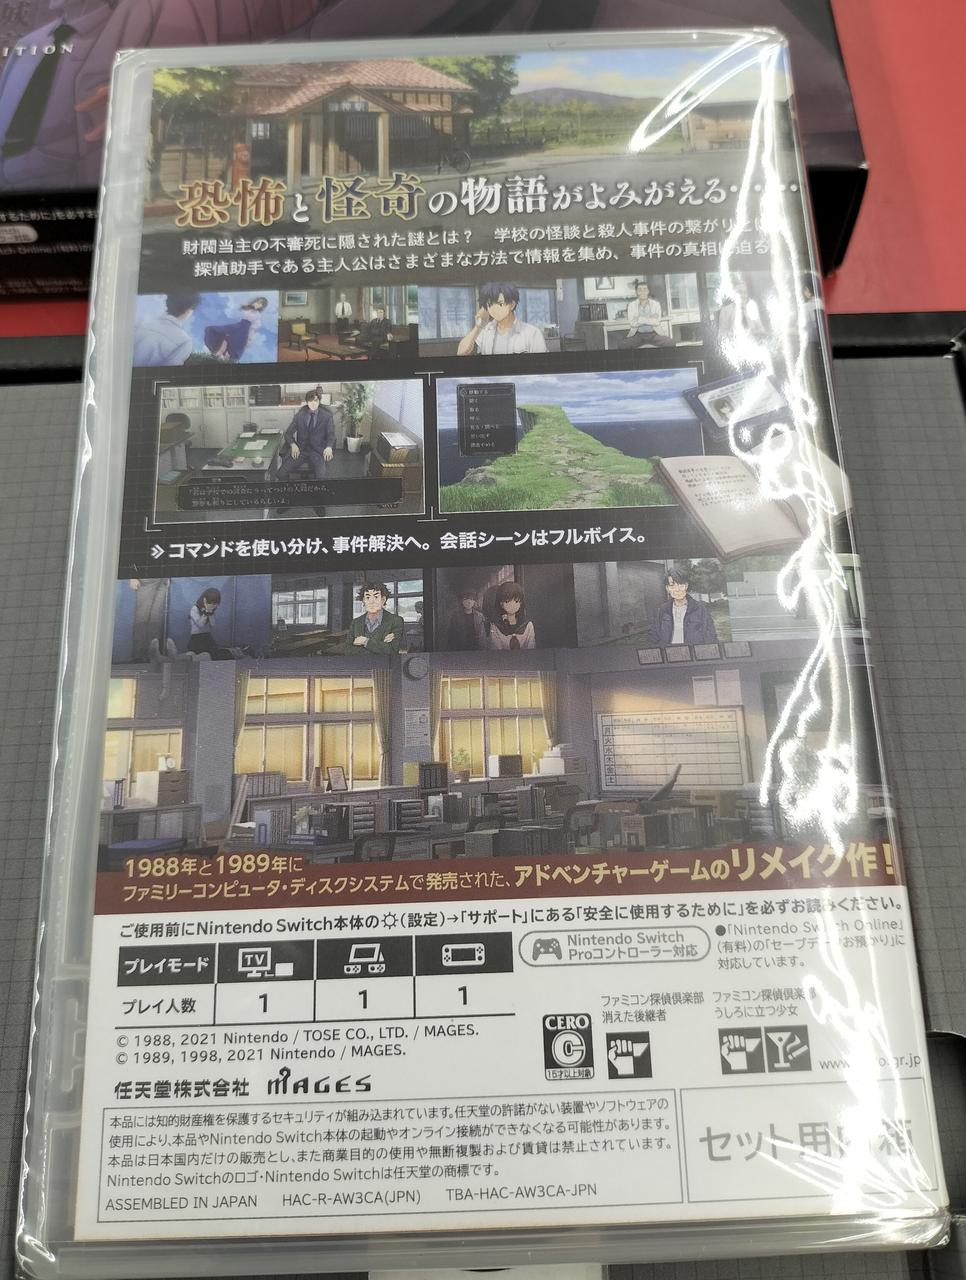 ITION
恐怖と怪奇の物語がよみがえる……
財閥当主の不審死に隠された謎とは? 学校の怪談と殺人事件の繋がりとは
探偵助手である主人公はさまざまな方法で情報を集め、事件の真相に迫る
移動する
≫コマンドを使い分け、事件解決へ。会話シーンはフルボイス。
月
火
水
木
金
土
1988年と1989年に
ファミリーコンピュータ・ディスクシステムで発売された、アドベンチャーゲームのリメイク作!
ご使用前にNintendo Switch本体の(設定)→「サポート」にある「安全に使用するために」を必ずお読みください。
プレイモード TV
プレイ人数 1 1 1
Nintendo Switch
Proコントローラー対応
●「Nintendo Switch Online」
(有料)の「セーブデータお預かり」に
対応しています。
© 1988, 2021 Nintendo / TOSE CO., LTD. / MAGES.
© 1989, 1998, 2021 Nintendo / MAGES.
任天堂株式会社 MAGES
CERO
C
15才以上対象
ファミコン探偵倶楽部
消えた後継者
ファミコン探偵倶楽部
うしろに立つ少女
本品には知的財産権を保護するセキュリティが組み込まれています。任天堂の許諾がない装置やソフトウェアの
使用により、本品やNintendo Switch本体の起動やオンライン接続ができなくなる可能性があります。
本品は日本国内だけの販売とし、また商業目的の使用や無断複製および賃貸は禁止されています。
Nintendo Switchのロゴ・Nintendo Switchは任天堂の商標です。
ASSEMBLED IN JAPAN HAC-R-AW3CA(JPN) TBA-HAC-AW3CA-JPN
セット用